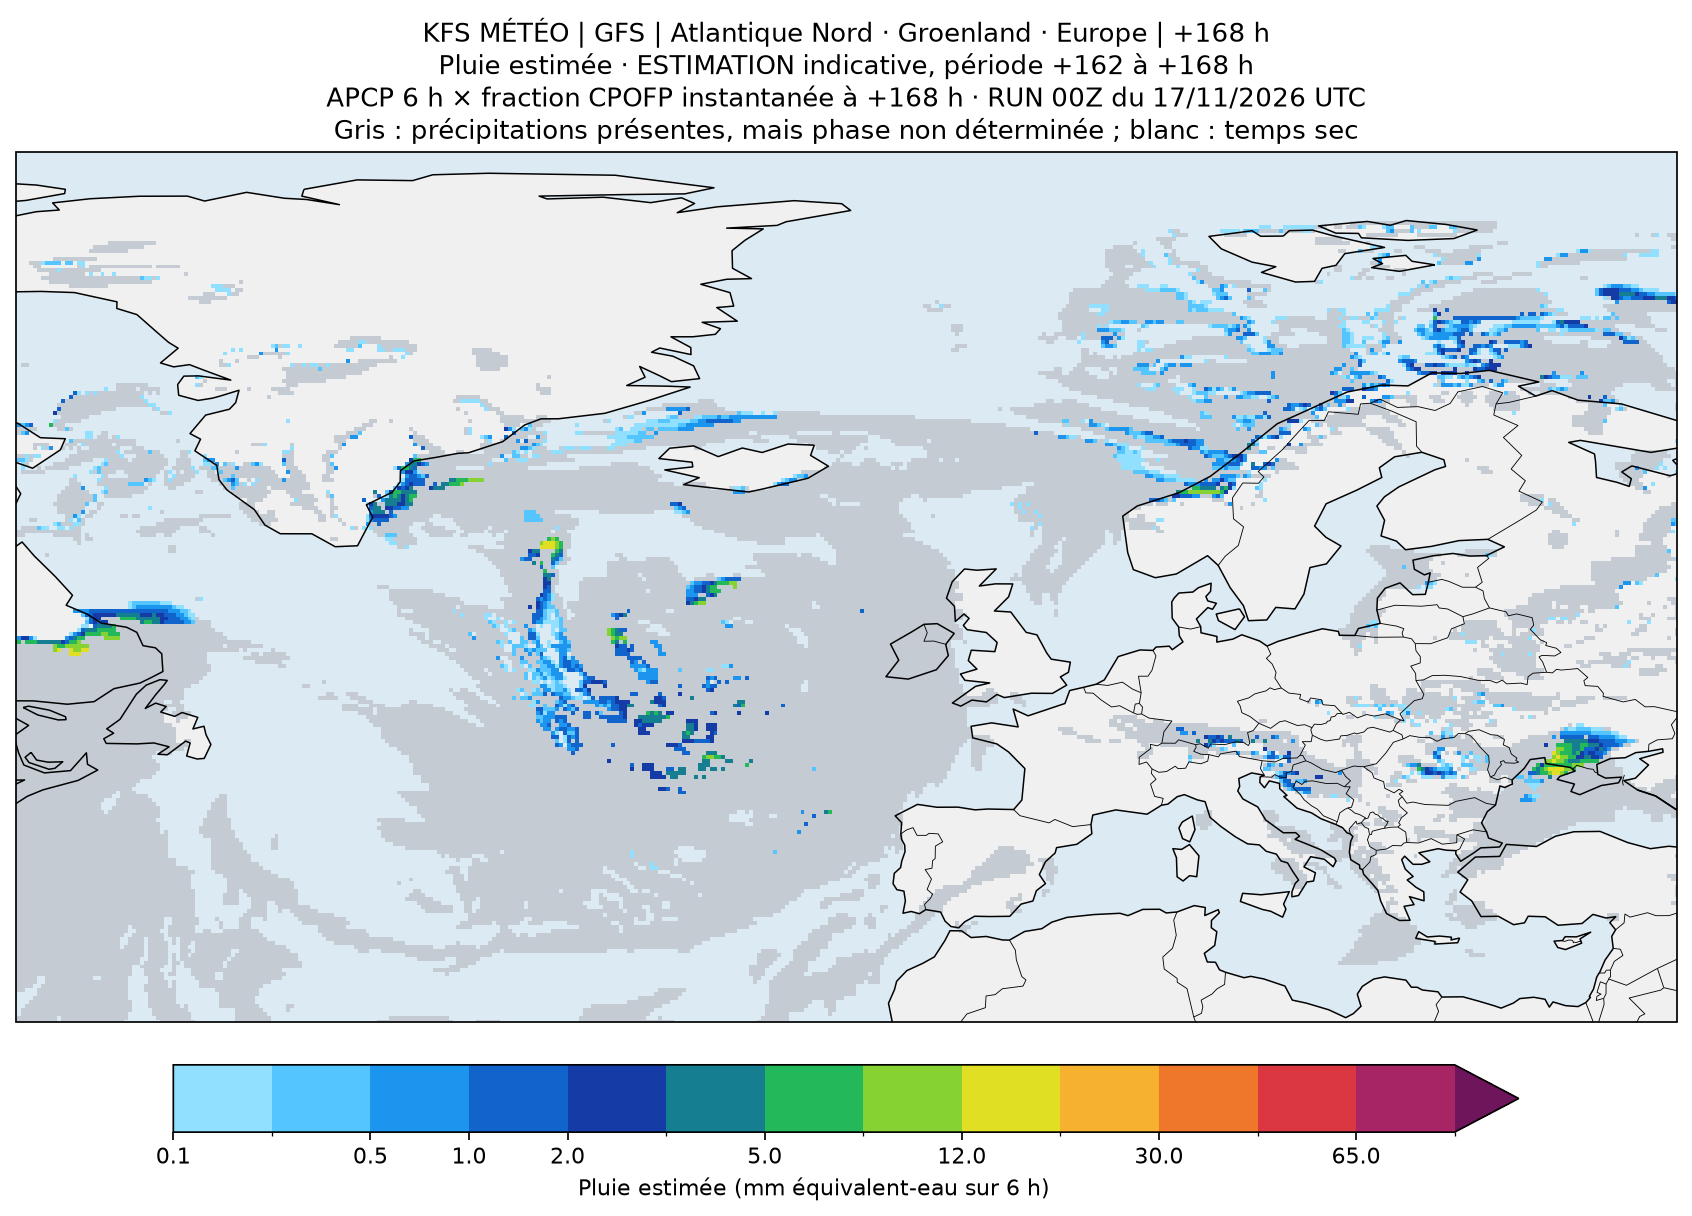 KFS MÉTÉO | GFS | Atlantique Nord · Groenland · Europe | +168 h
Pluie estimée · ESTIMATION indicative, période +162 à +168 h
APCP 6 h × fraction CPOFP instantanée à +168 h · RUN 00Z du 17/11/2026 UTC
Gris : précipitations présentes, mais phase non déterminée ; blanc : temps sec
0.1 0.5 1.0 2.0 5.0 12.0 30.0 65.0
Pluie estimée (mm équivalent-eau sur 6 h)